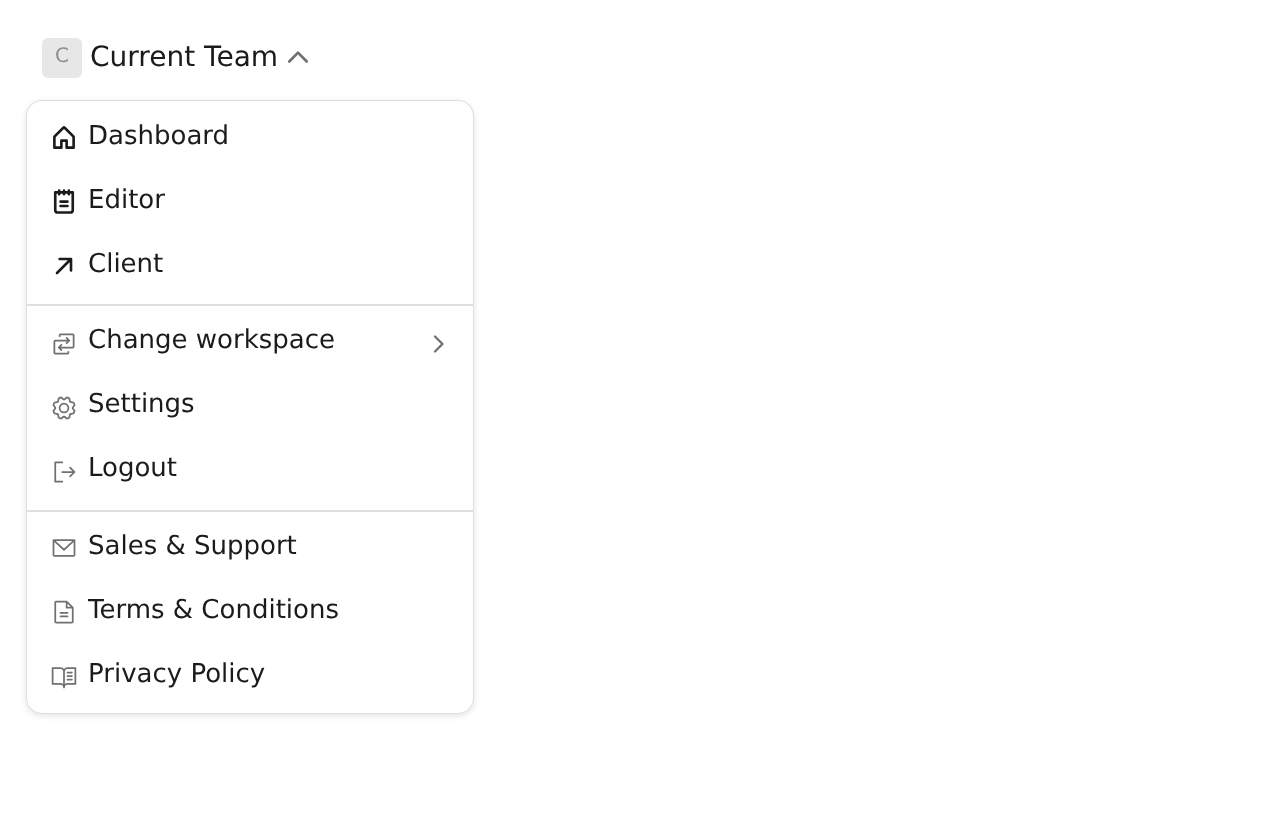 C Current Team
Dashboard
Editor
Client
Change workspace
Settings
Logout
Sales & Support
Terms & Conditions
Privacy Policy